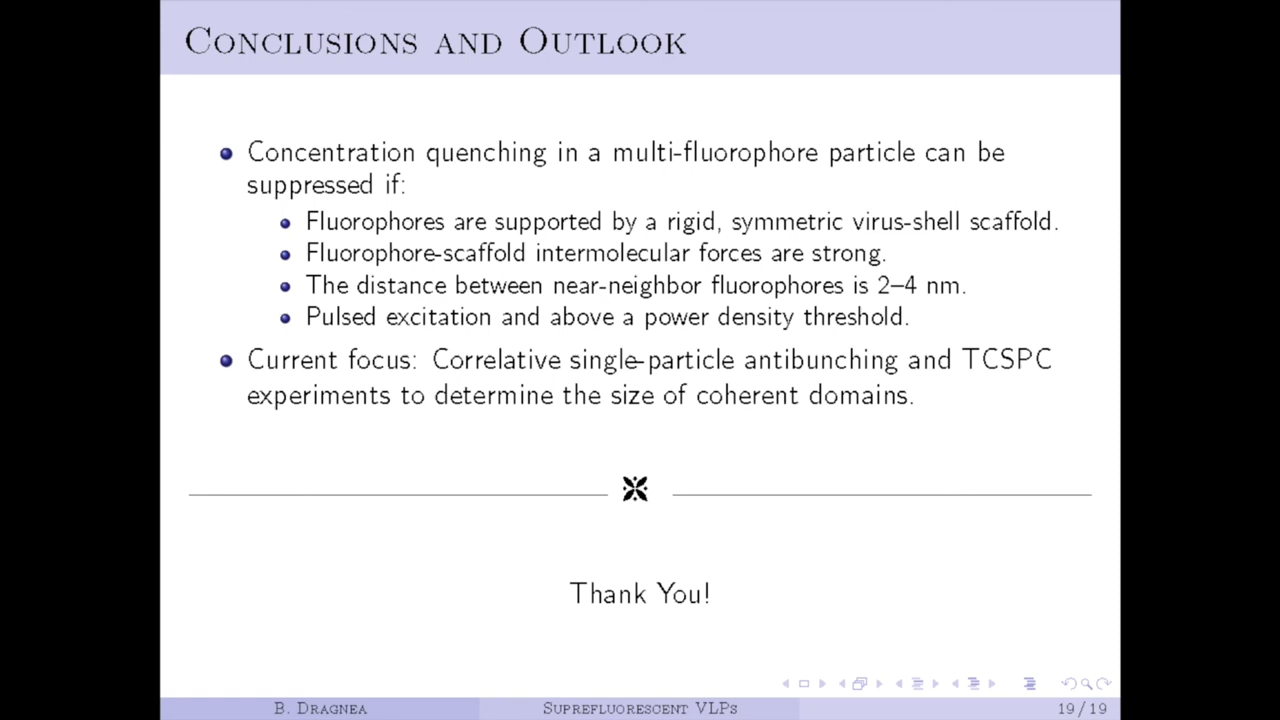 Conclusions and Outlook
Concentration quenching in a multi-fluorophore particle can be
suppressed if:
Fluorophores are supported by a rigid, symmetric virus-shell scaffold.
Fluorophore-scaffold intermolecular forces are strong.
The distance between near-neighbor fluorophores is 2–4 nm.
Pulsed excitation and above a power density threshold.
Current focus: Correlative single-particle antibunching and TCSPC
experiments to determine the size of coherent domains.
Thank You!
B. Dragnea
Suprefluorescent VLPs
19/19